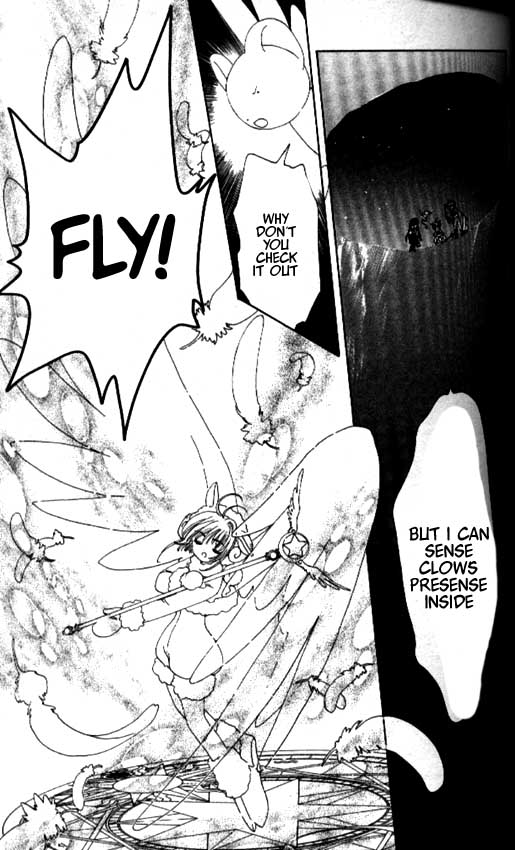 BUT I CAN
SENSE
CLOWS
PRESENSE
INSIDE
WHY
DON'T
YOU
CHECK
IT OUT
FLY!